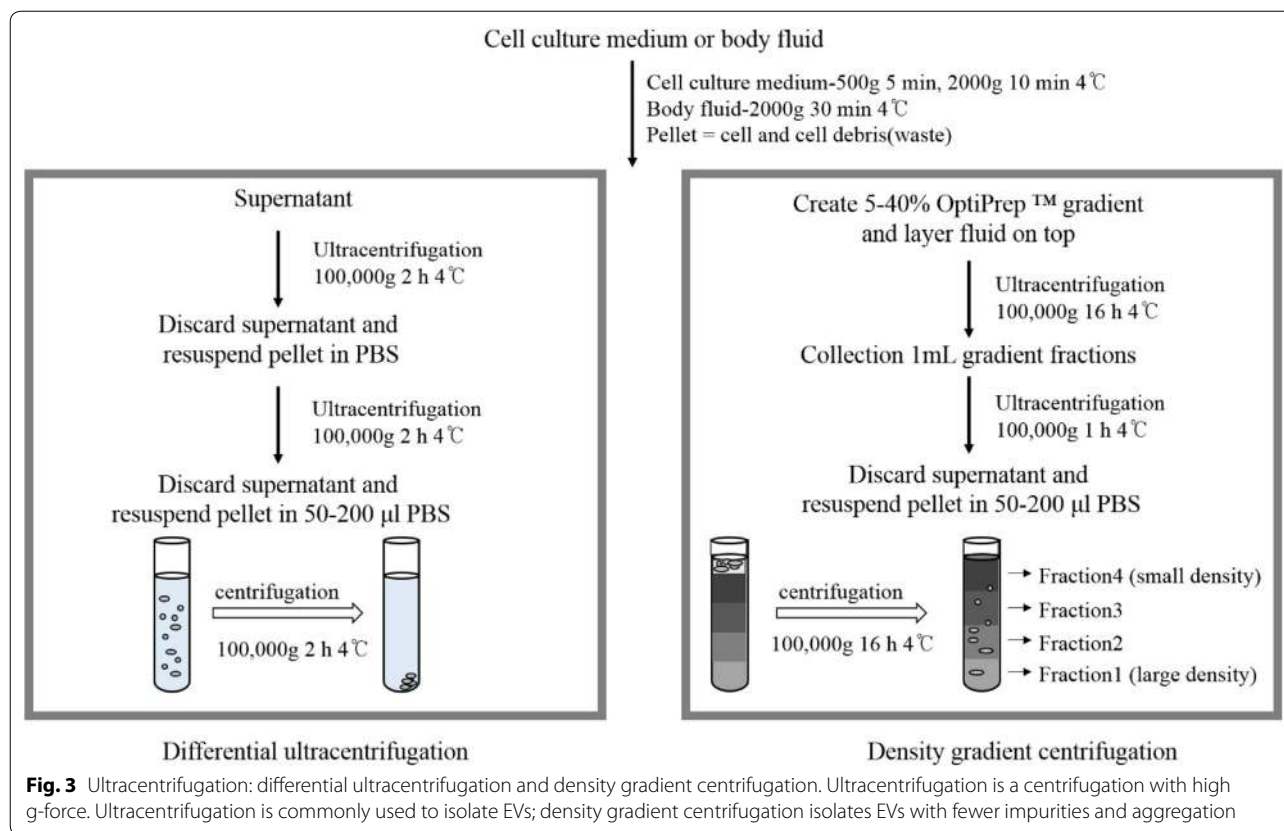 Cell culture medium or body fluid
Cell culture medium-500g 5 min, 2000g 10 min 4℃
Body fluid-2000g 30 min 4℃
Pellet = cell and cell debris(waste)
Supernatant
Ultracentrifugation
100,000g 2 h 4℃
Discard supernatant and
resuspend pellet in PBS
Ultracentrifugation
100,000g 2 h 4℃
Discard supernatant and
resuspend pellet in 50-200 μl PBS
centrifugation
100,000g 2 h 4℃
Differential ultracentrifugation
Create 5-40% OptiPrep ™ gradient
and layer fluid on top
Ultracentrifugation
100,000g 16 h 4℃
Collection 1mL gradient fractions
Ultracentrifugation
100,000g 1 h 4℃
Discard supernatant and
resuspend pellet in 50-200 μl PBS
centrifugation
100,000g 16 h 4℃
Fraction4 (small density)
Fraction3
Fraction2
Fraction1 (large density)
Density gradient centrifugation
Fig. 3 Ultracentrifugation: differential ultracentrifugation and density gradient centrifugation. Ultracentrifugation is a centrifugation with high
g-force. Ultracentrifugation is commonly used to isolate EVs; density gradient centrifugation isolates EVs with fewer impurities and aggregation